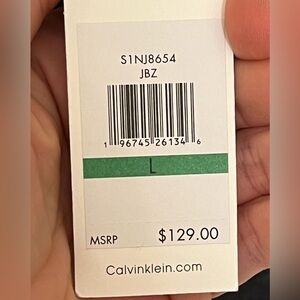 S1NJ8654
JBZ
1 96745 26134 6
L
MSRP $129.00
Calvinklein.com